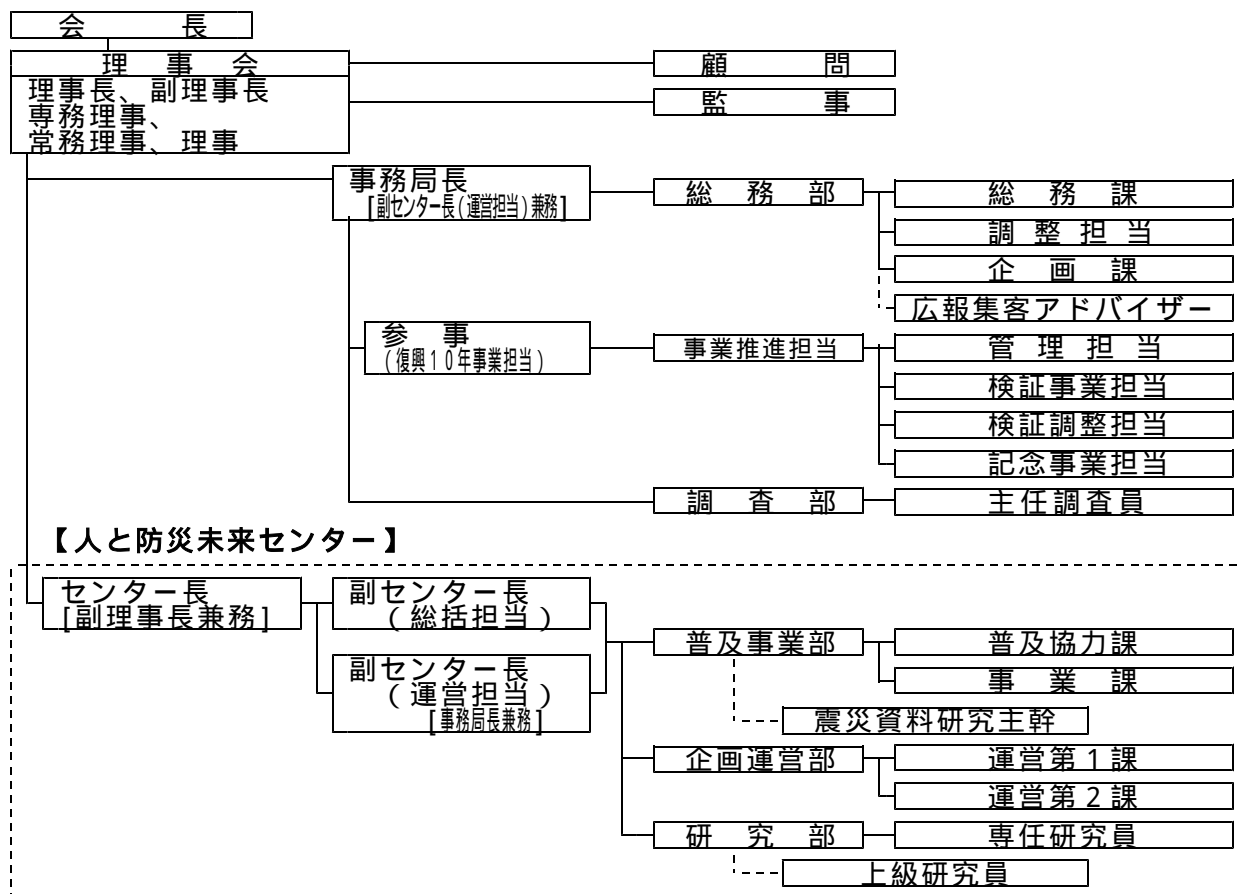 会長
理事会
理事長、副理事長
専務理事、
常務理事、理事
顧問
監事
事務局長
[副センター長(運営担当)兼務]
総務部
総務課
調整担当
企画課
広報集客アドバイザー
参事
(復興10年事業担当)
事業推進担当
管理担当
検証事業担当
検証調整担当
記念事業担当
調査部
主任調査員
【人と防災未来センター】
センター長
[副理事長兼務]
副センター長
(総括担当)
副センター長
(運営担当)
[事務局長兼務]
普及事業部
普及協力課
事業課
震災資料研究主幹
企画運営部
運営第1課
運営第2課
研究部
専任研究員
上級研究員